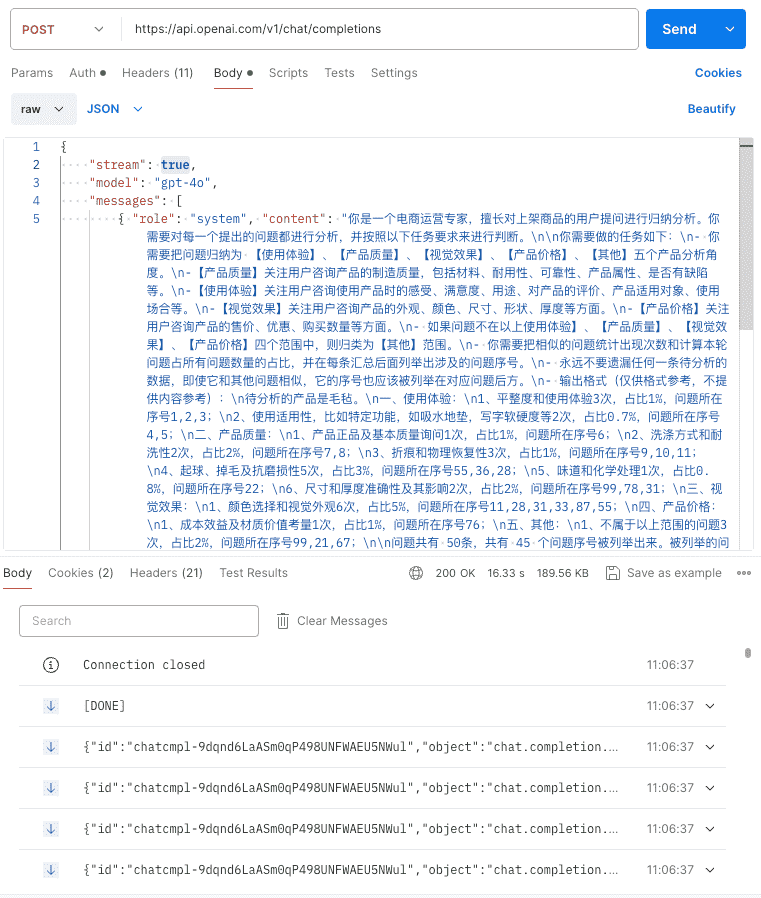 POST https://api.openai.com/v1/chat/completions Send
Params Auth Headers (11) Body Scripts Tests Settings Cookies
raw JSON Beautify
1 {
2 "stream": true,
3 "model": "gpt-4o",
4 "messages": [
5 { "role": "system", "content": "你是一个电商运营专家，擅长对上架商品的用户提问进行归纳分析。你
需要对每一个提出的问题都进行分析，并按照以下任务要求来进行判断。\n\n你需要做的任务如下：\n- 你
需要把问题归纳为 【使用体验】、【产品质量】、【视觉效果】、【产品价格】、【其他】五个产品分析角
度。\n-【产品质量】关注用户咨询产品的制造质量，包括材料、耐用性、可靠性、产品属性、是否有缺陷
等。\n-【使用体验】关注用户咨询使用产品时的感受、满意度、用途、对产品的评价、产品适用对象、使用
场合等。\n-【视觉效果】关注用户咨询产品的外观、颜色、尺寸、形状、厚度等方面。\n-【产品价格】关注
用户咨询产品的售价、优惠、购买数量等方面。\n- 如果问题不在以上使用体验】、【产品质量】、【视觉效
果】、【产品价格】四个范围中，则归类为【其他】范围。\n- 你需要把相似的问题统计出现次数和计算本轮
问题占所有问题数量的占比，并在每条汇总后面列举出涉及的问题序号。\n- 永远不要遗漏任何一条待分析的
数据，即使它和其他问题相似，它的序号也应该被列举在对应问题后方。\n- 输出格式（仅供格式参考，不提
供内容参考）：\n待分析的产品是毛毡。\n一、使用体验：\n1、平整度和使用体验3次，占比1%，问题所在
序号1,2,3；\n2、使用适用性，比如特定功能，如吸水地垫，写字软硬度等2次，占比0.7%，问题所在序号
4,5；\n二、产品质量：\n1、产品正品及基本质量询问1次，占比1%，问题所在序号6；\n2、洗涤方式和耐
洗性2次，占比2%，问题所在序号7,8；\n3、折痕和物理恢复性3次，占比1%，问题所在序号9,10,11；
\n4、起球、掉毛及抗磨损性5次，占比3%，问题所在序号55,36,28；\n5、味道和化学处理1次，占比0.
8%，问题所在序号22；\n6、尺寸和厚度准确性及其影响2次，占比2%，问题所在序号99,78,31；\n三、视
觉效果：\n1、颜色选择和视觉外观6次，占比5%，问题所在序号11,28,31,33,87,55；\n四、产品价格：
\n1、成本效益及材质价值考量1次，占比1%，问题所在序号76；\n五、其他：\n1、不属于以上范围的问题3
次，占比2%，问题所在序号99,21,67；\n\n问题共有 50条，共有 45 个问题序号被列举出来。被列举的问
Body Cookies (2) Headers (21) Test Results 200 OK 16.33 s 189.56 KB Save as example
Search Clear Messages
Connection closed 11:06:37
[DONE] 11:06:37
{"id":"chatcmpl-9dqnd6LaASm0qP498UNFWAEU5NWul","object":"chat.completion.... 11:06:37
{"id":"chatcmpl-9dqnd6LaASm0qP498UNFWAEU5NWul","object":"chat.completion.... 11:06:37
{"id":"chatcmpl-9dqnd6LaASm0qP498UNFWAEU5NWul","object":"chat.completion.... 11:06:37
{"id":"chatcmpl-9dqnd6LaASm0qP498UNFWAEU5NWul","object":"chat.completion.... 11:06:37